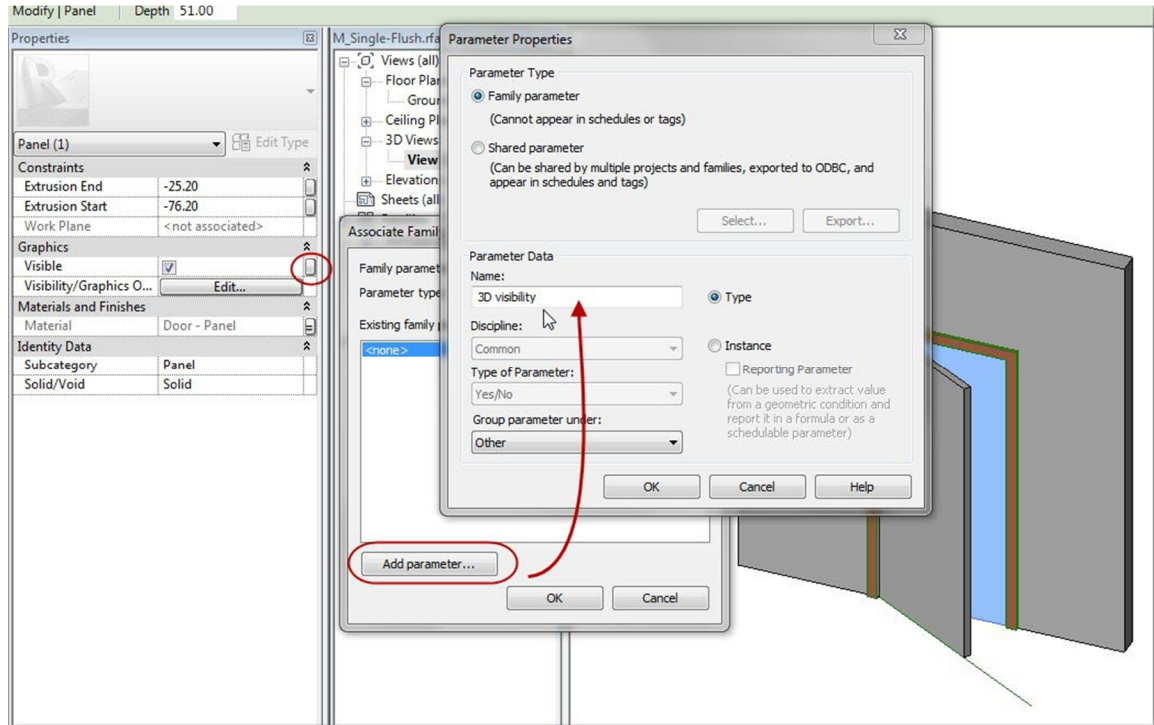 Modify | Panel Depth 51.00
Properties
Panel (1) Edit Type
Constraints
Extrusion End -25.20
Extrusion Start -76.20
Work Plane <not associated>
Graphics
Visible
Visibility/Graphics O... Edit...
Materials and Finishes
Material Door - Panel
Identity Data
Subcategory Panel
Solid/Void Solid
M_Single-Flush.rfa
Views (all)
Floor Plan
Groun
Ceiling Pl
3D Views
View
Elevation
Sheets (all
Associate Famil
Family paramet
Parameter type
Existing family p
<none>
Add parameter...
OK Cancel
Parameter Properties
Parameter Type
Family parameter
(Cannot appear in schedules or tags)
Shared parameter
(Can be shared by multiple projects and families, exported to ODBC, and
appear in schedules and tags)
Select... Export...
Parameter Data
Name:
3D visibility
Type
Discipline:
Common
Instance
Type of Parameter:
Reporting Parameter
Yes/No
(Can be used to extract value
from a geometric condition and
report it in a formula or as a
schedulable parameter)
Group parameter under:
Other
OK Cancel Help